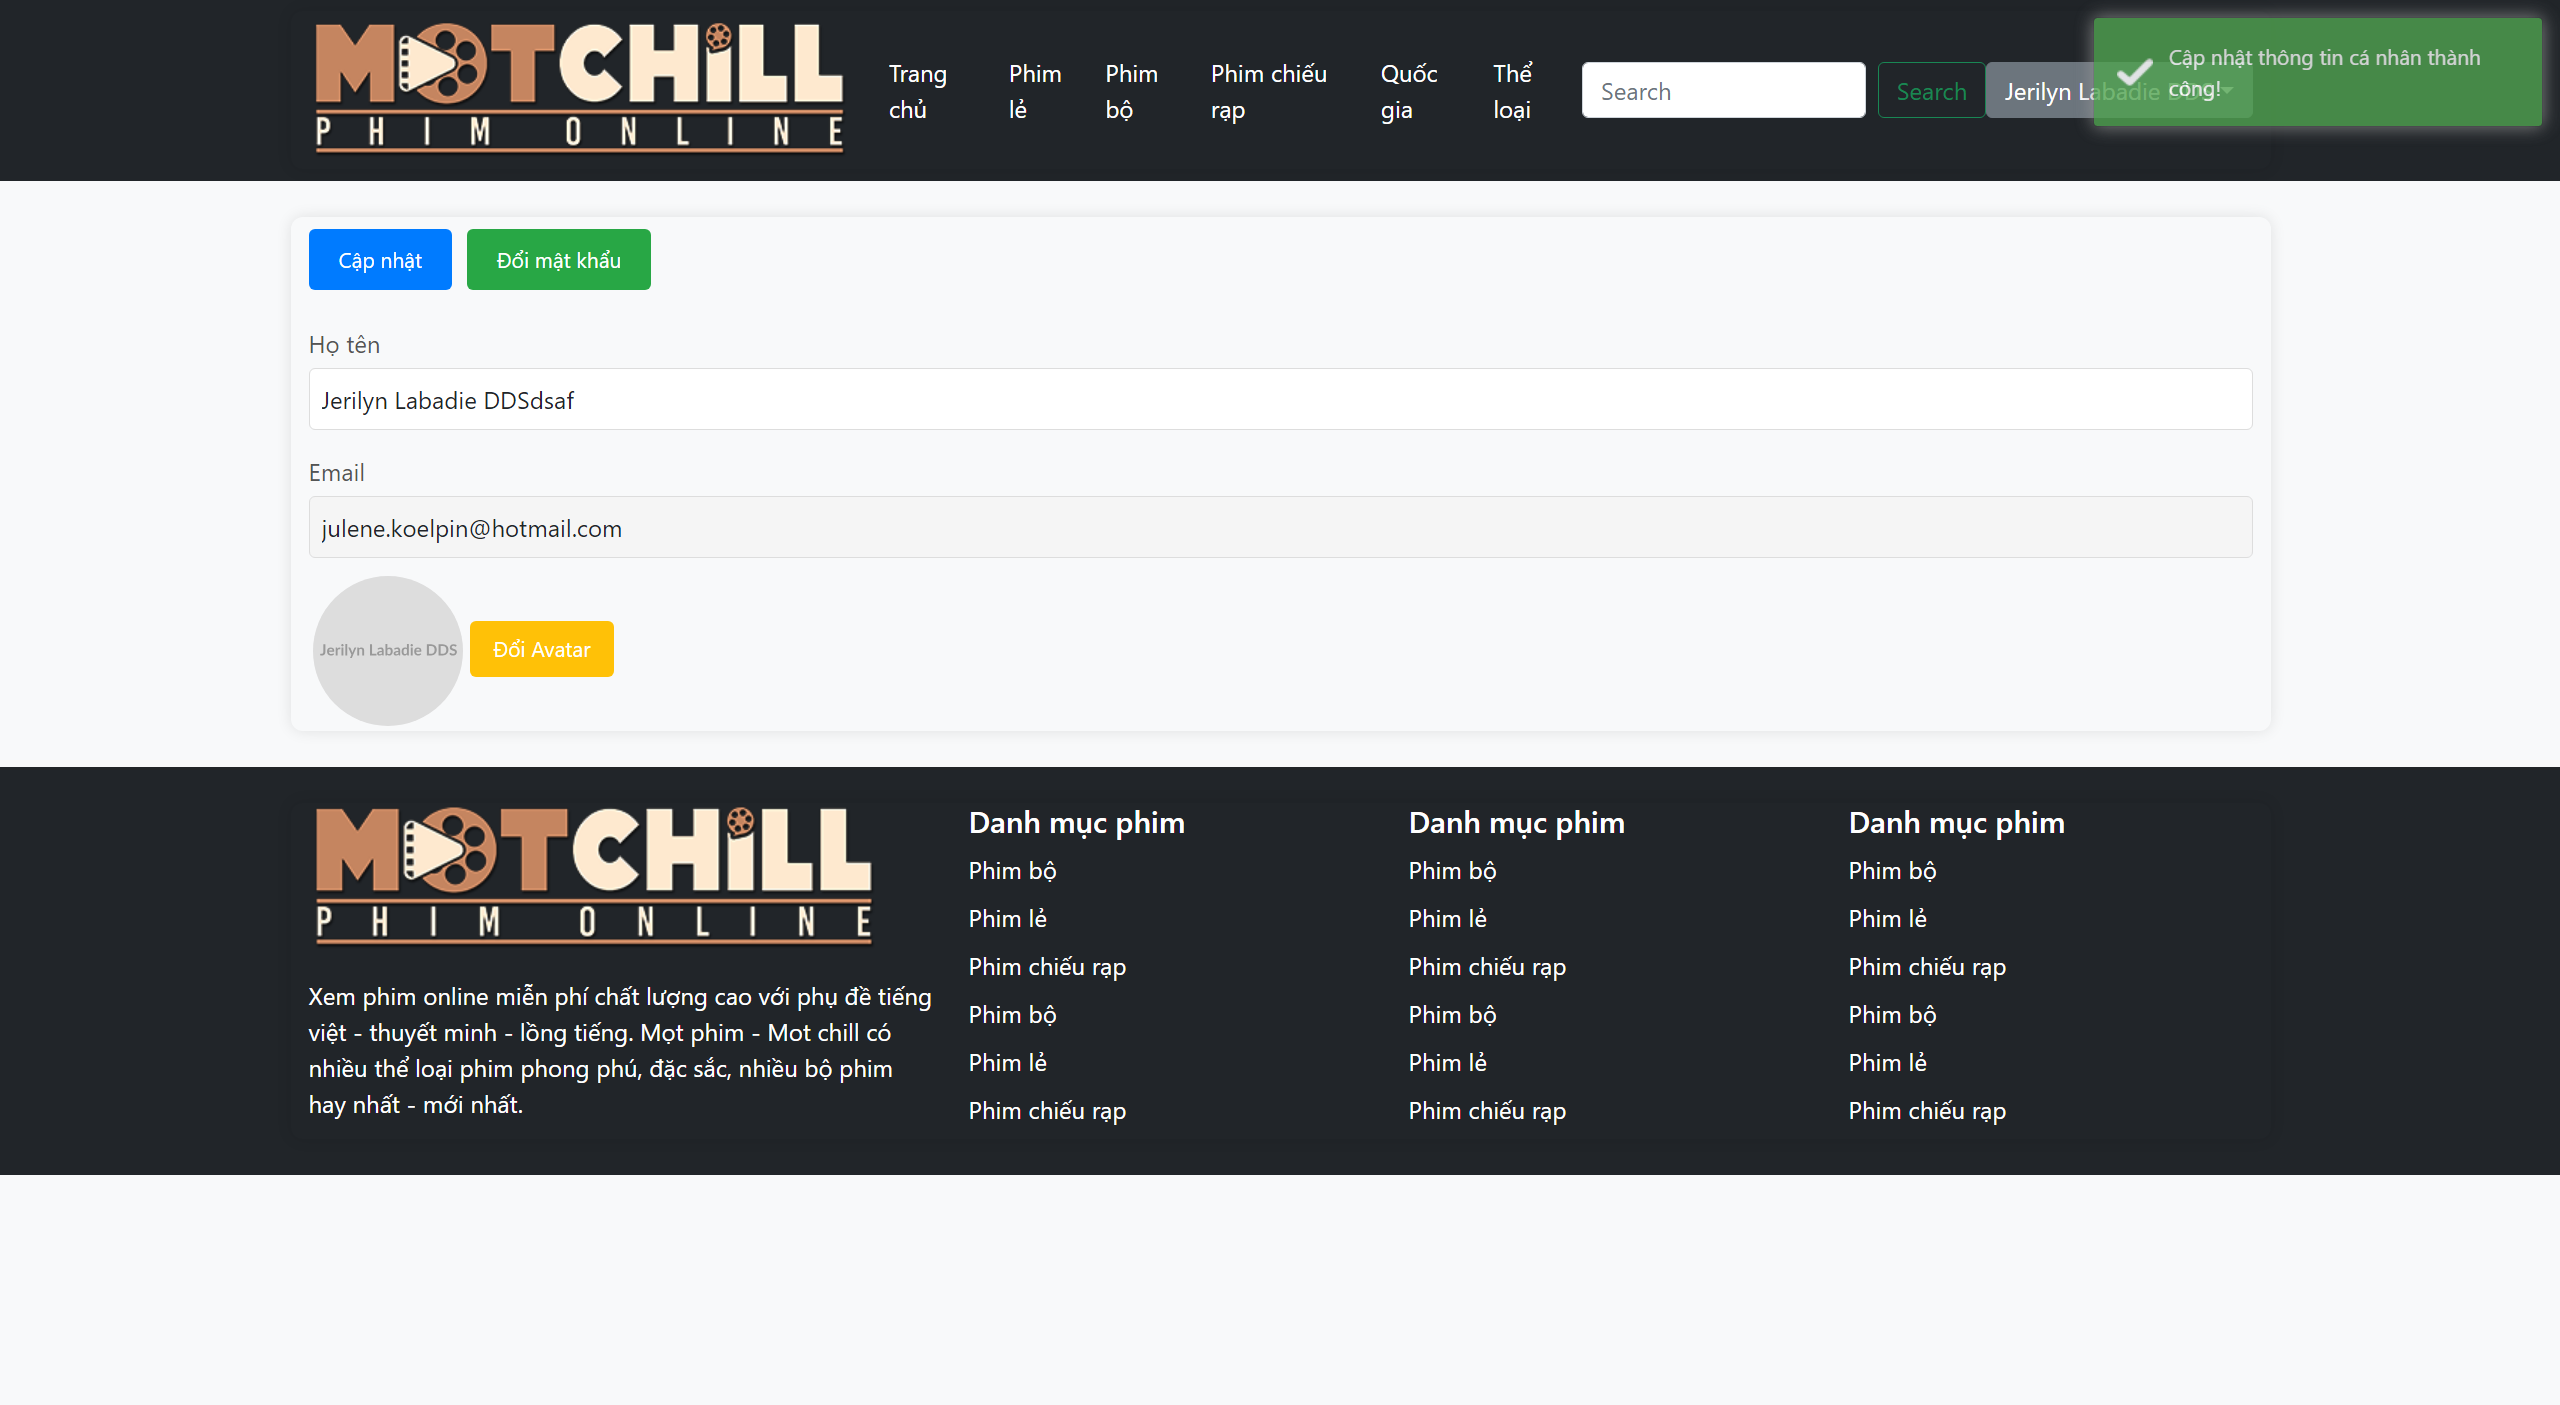 MOTCHILL
PHIM ONLINE
Trang chủ
Phim lẻ
Phim bộ
Phim chiếu rạp
Quốc gia
Thể loại
Search
Search
Jerilyn Labadie DDS
Cập nhật thông tin cá nhân thành
công!
Cập nhật
Đổi mật khẩu
Họ tên
Jerilyn Labadie DDSdsaf
Email
julene.koelpin@hotmail.com
Jerilyn Labadie DDS
Đổi Avatar
MOTCHILL
PHIM ONLINE
Xem phim online miễn phí chất lượng cao với phụ đề tiếng
việt - thuyết minh - lồng tiếng. Mọt phim - Mot chill có
nhiều thể loại phim phong phú, đặc sắc, nhiều bộ phim
hay nhất - mới nhất.
Danh mục phim
Phim bộ
Phim lẻ
Phim chiếu rạp
Phim bộ
Phim lẻ
Phim chiếu rạp
Danh mục phim
Phim bộ
Phim lẻ
Phim chiếu rạp
Phim bộ
Phim lẻ
Phim chiếu rạp
Danh mục phim
Phim bộ
Phim lẻ
Phim chiếu rạp
Phim bộ
Phim lẻ
Phim chiếu rạp